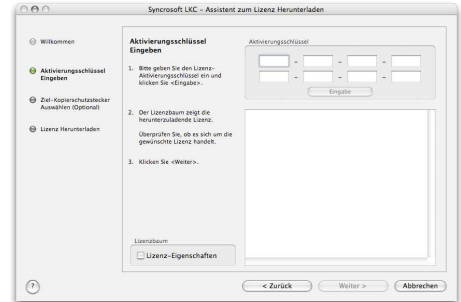 Syncrosoft LKC – Assistent zum Lizenz Herunterladen
Willkommen
Aktivierungsschlüssel
Eingeben
Ziel-Kopierschutzstecker
Auswählen (Optional)
Lizenz Herunterladen
Aktivierungsschlüssel
Eingeben
1. Bitte geben Sie den Lizenz-
Aktivierungsschlüssel ein und
klicken Sie <Eingabe>.
2. Der Lizenzbaum zeigt die
herunterzuladende Lizenz.
Überprüfen Sie, ob es sich um die
gewünschte Lizenz handelt.
3. Klicken Sie <Weiter>.
Lizenzbaum
Lizenz-Eigenschaften
Aktivierungsschlüssel
– – – –
– – –
Eingabe
?
< Zurück
Weiter >
Abbrechen